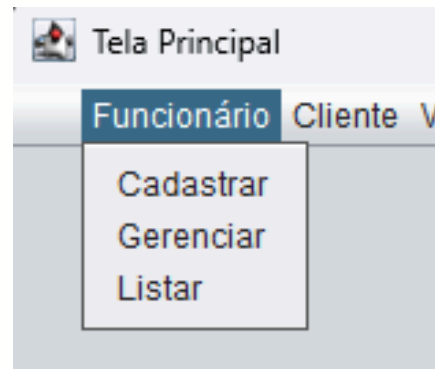 Tela Principal
Funcionário Cliente V
Cadastrar
Gerenciar
Listar